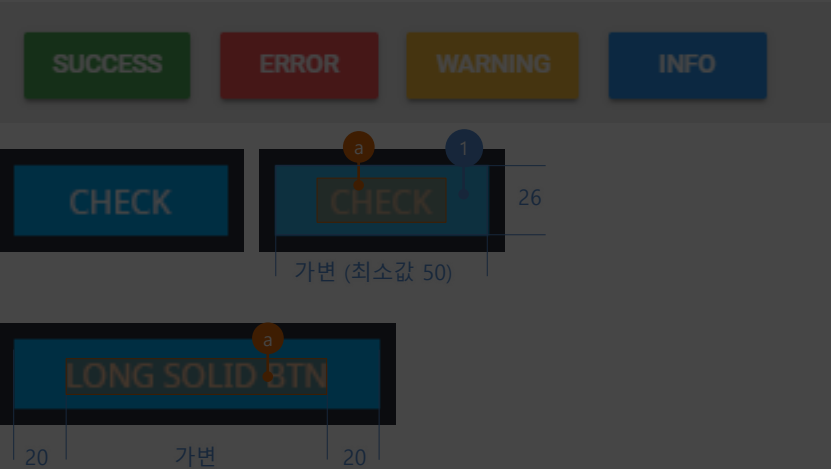 SUCCESS ERROR WARNING INFO
a 1
CHECK CHECK 26
가변 (최소값 50)
a
LONG SOLID BTN
20 가변 20